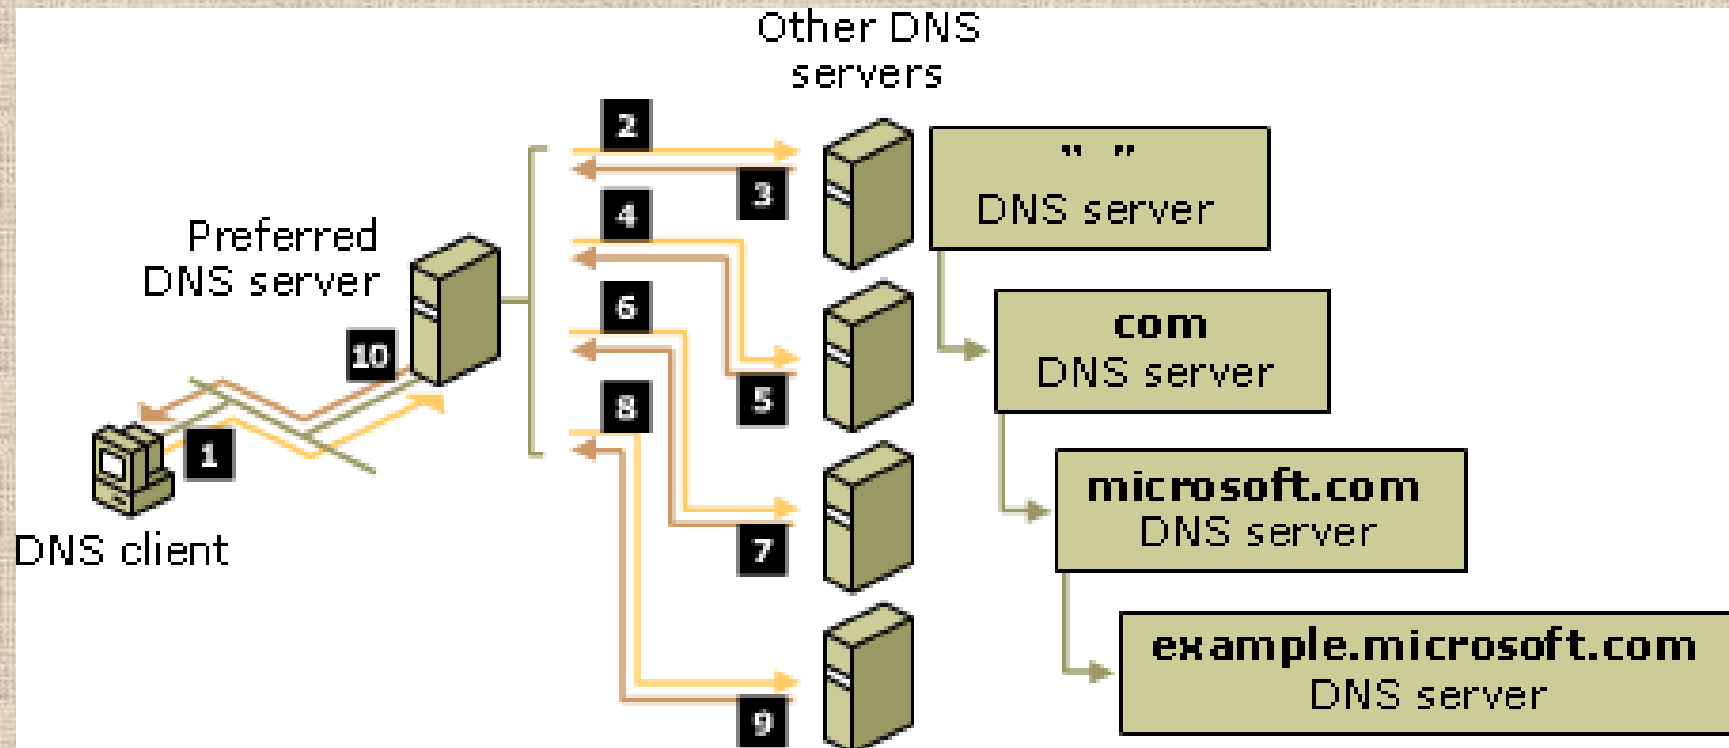 Other DNS
servers
2
" "
DNS server
3
4
Preferred
DNS server
6
com
DNS server
10
5
8
1
microsoft.com
DNS server
DNS client
7
example.microsoft.com
DNS server
9